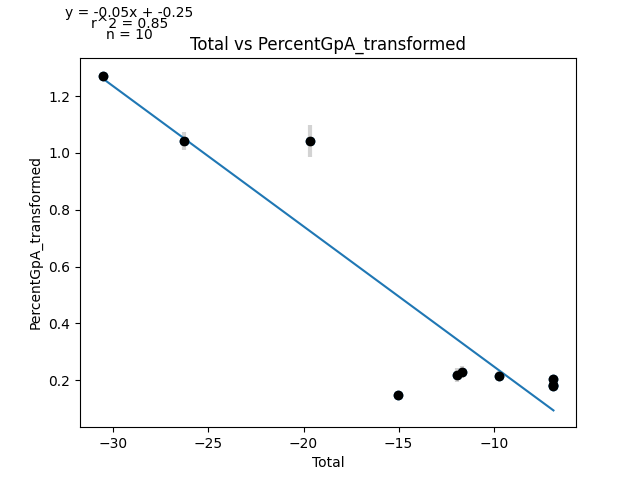 y = -0.05x + -0.25
r^2 = 0.85
n = 10
Total vs PercentGpA_transformed
PercentGpA_transformed
1.2
1.0
0.8
0.6
0.4
0.2
−30
−25
−20
−15
−10
Total